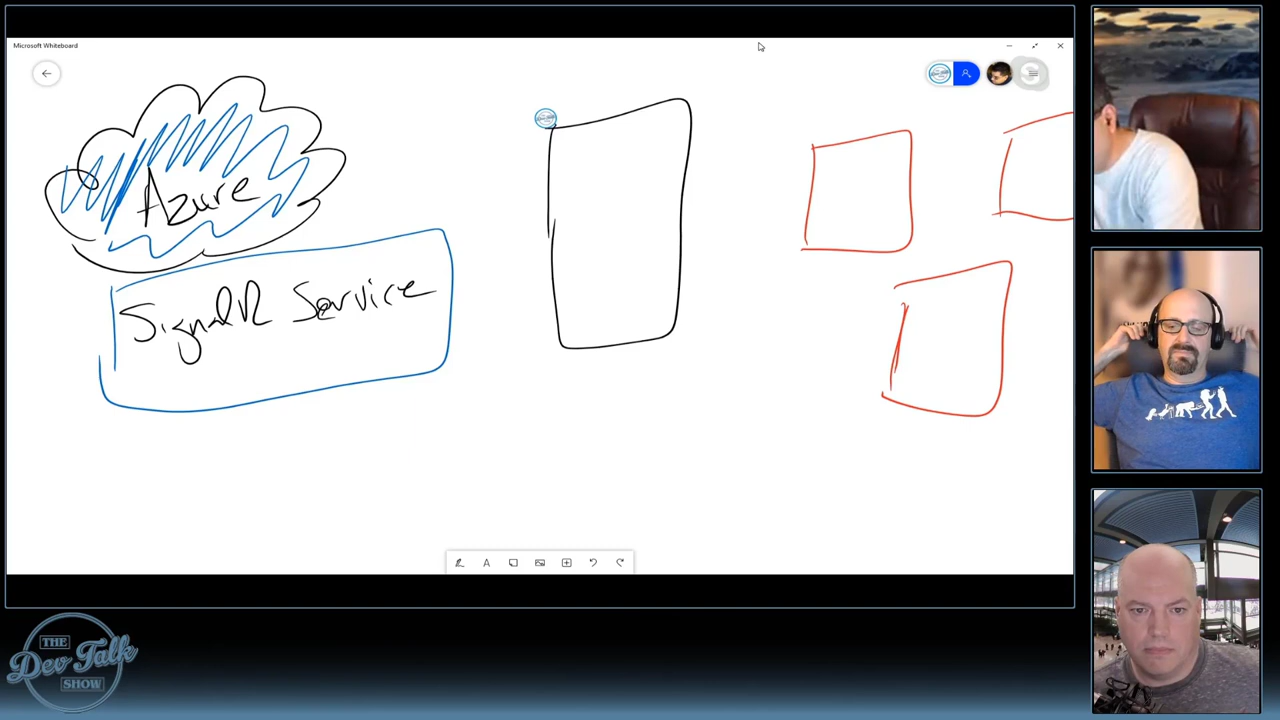 Microsoft Whiteboard
Azure
SignalR Service
THE
Dev Talk
SHOW